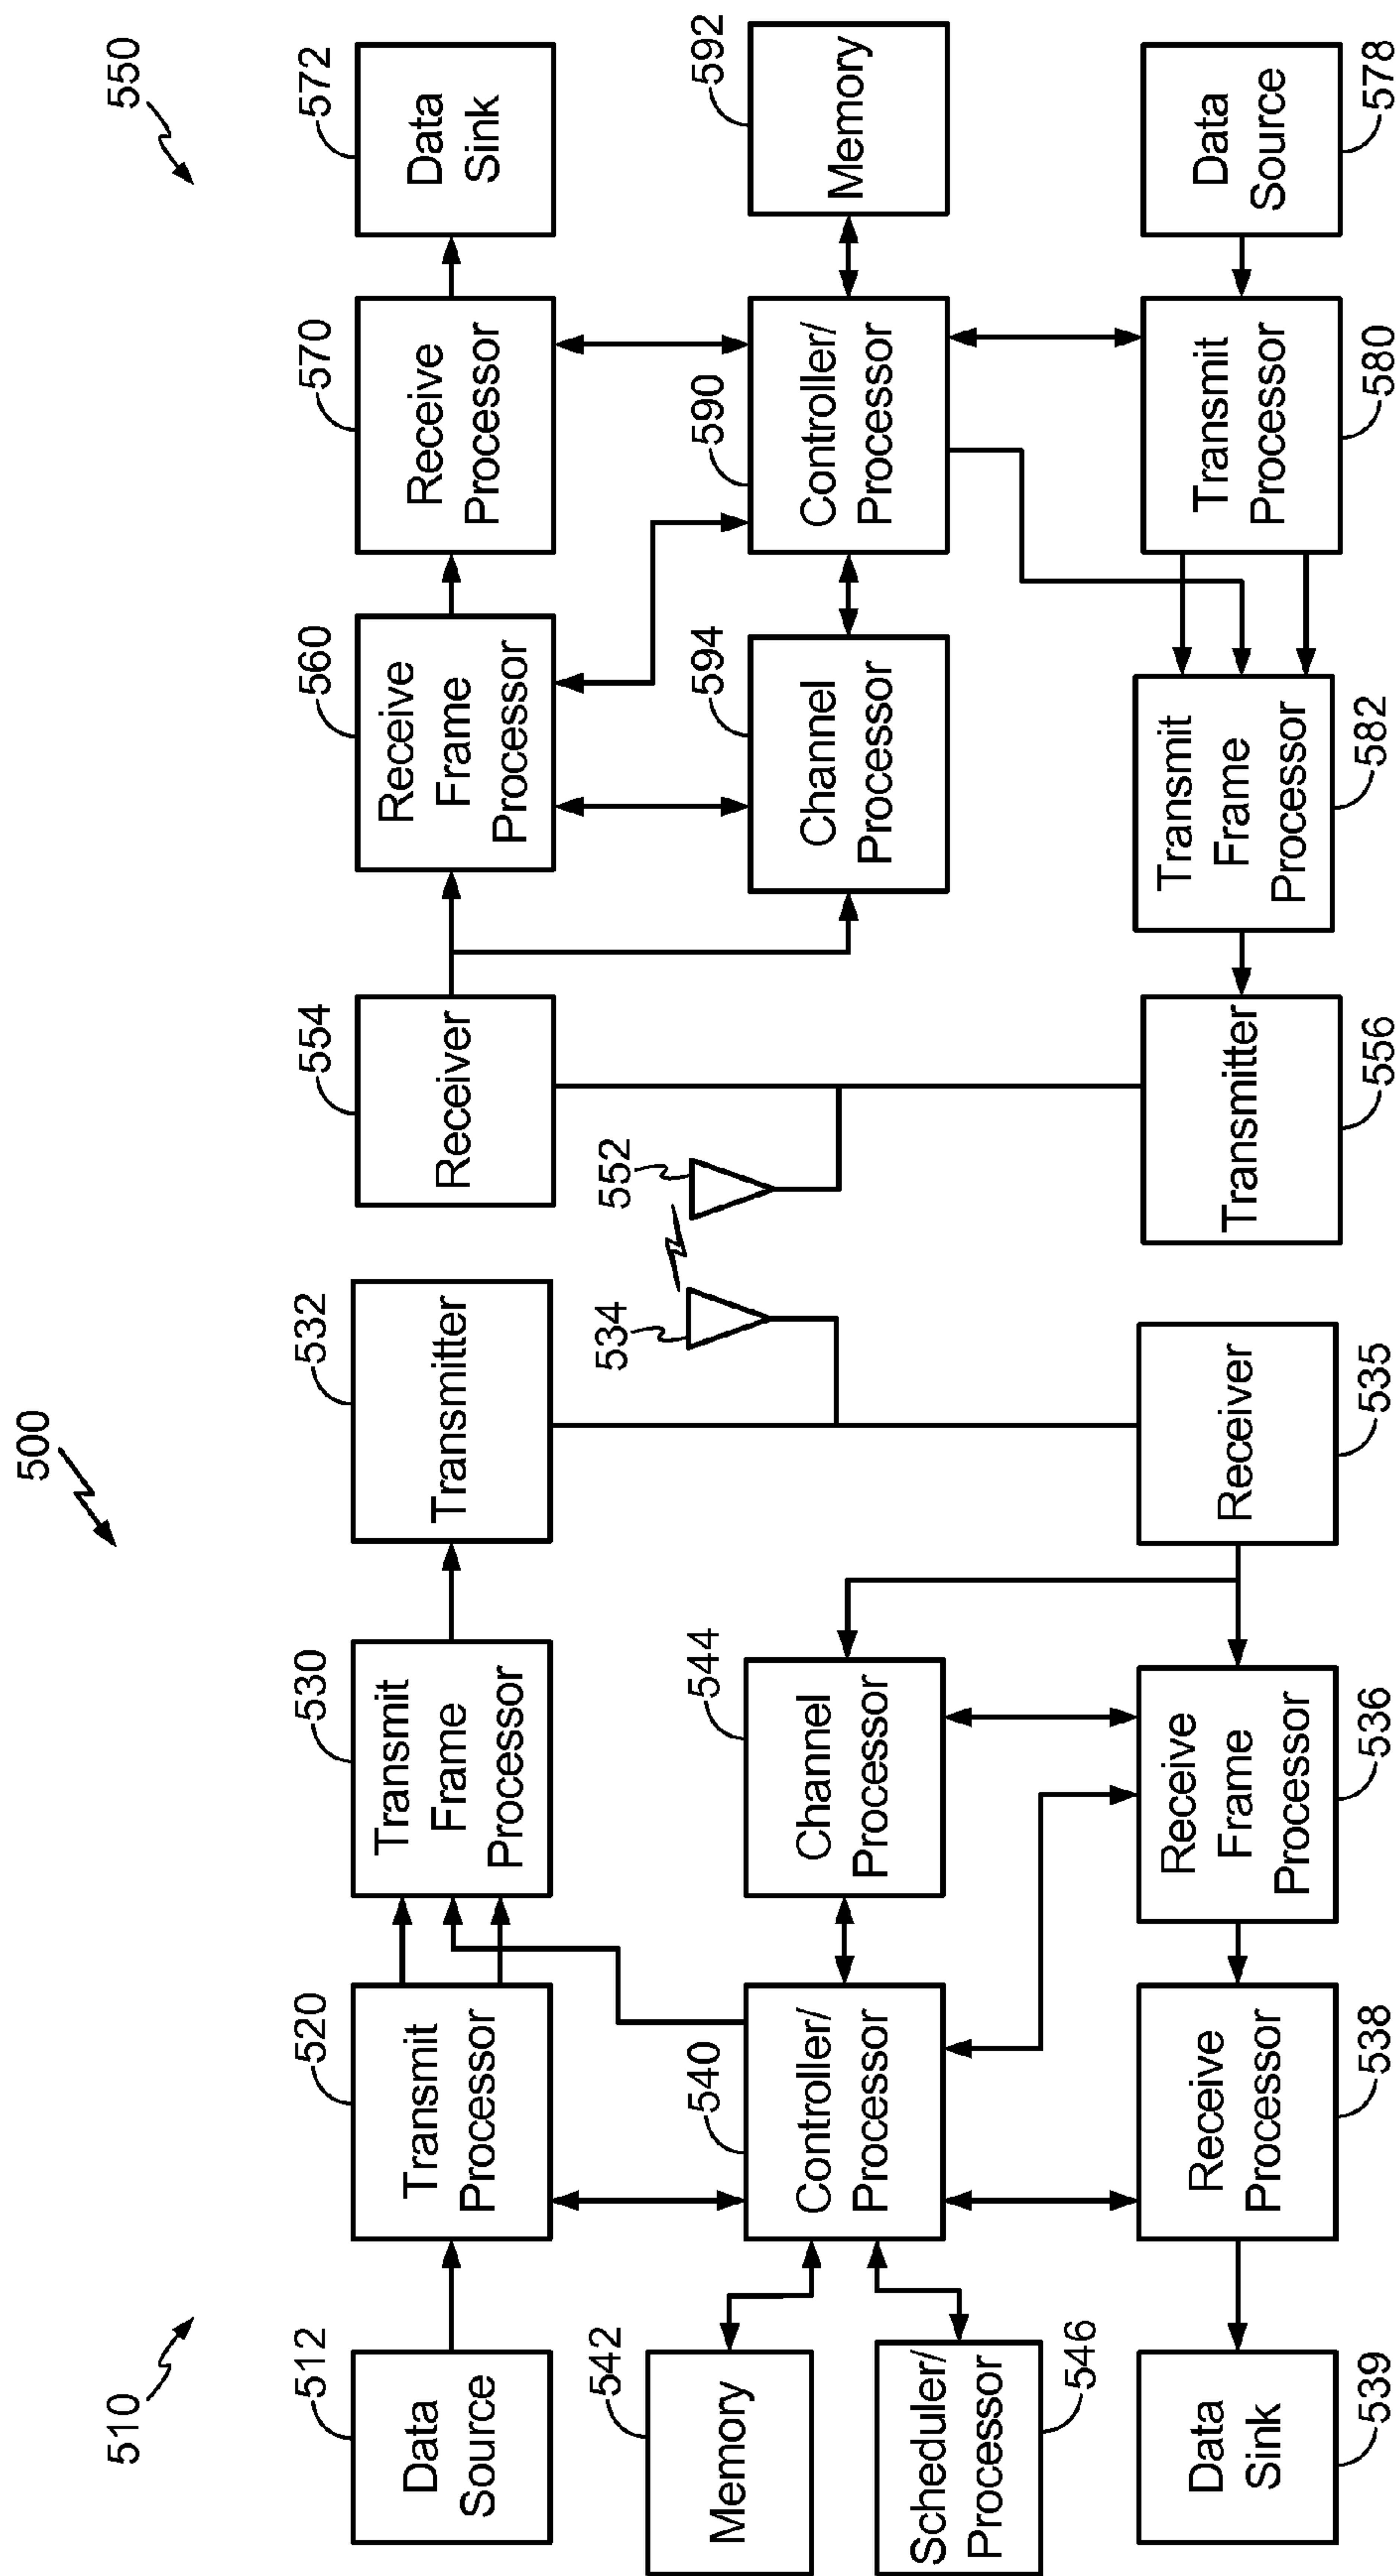 500
510
550
512
Data
Source
520
Transmit
Processor
530
Transmit
Frame
Processor
532
Transmitter
554
Receiver
560
Receive
Frame
Processor
570
Receive
Processor
572
Data
Sink
534
552
542
Memory
540
Controller/
Processor
544
Channel
Processor
594
Channel
Processor
590
Controller/
Processor
592
Memory
Scheduler/
Processor
546
Data
Sink
539
Receive
Processor
538
Receive
Frame
Processor
536
Receiver
535
Transmitter
556
Transmit
Frame
Processor
582
Transmit
Processor
580
Data
Source
578